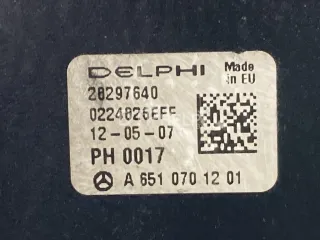 DELPHI Made in EU
28297640
0224826EFF
12-05-07
PH 0017
A 651 070 12 01